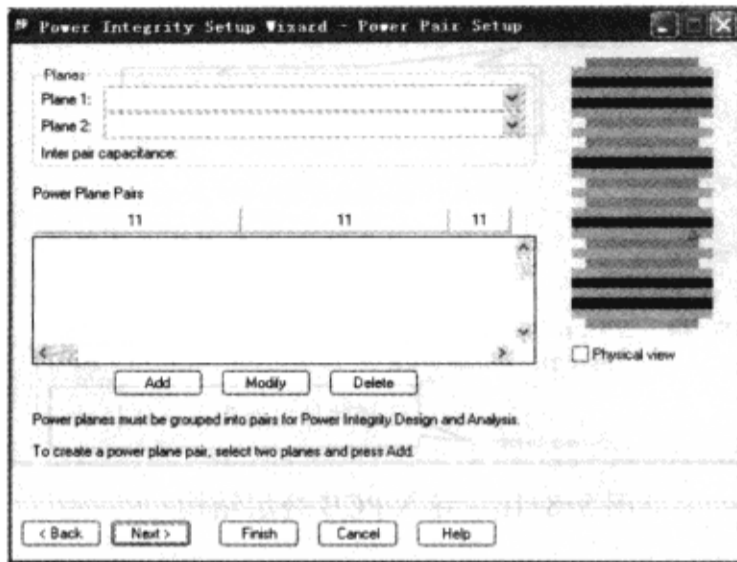 Power Integrity Setup Wizard - Power Pair Setup
Planes
Plane 1:
Plane 2:
Inter pair capacitance:
Power Plane Pairs
11 11 11
Add Modify Delete
Physical view
Power planes must be grouped into pairs for Power Integrity Design and Analysis.
To create a power plane pair, select two planes and press Add.
< Back Next > Finish Cancel Help